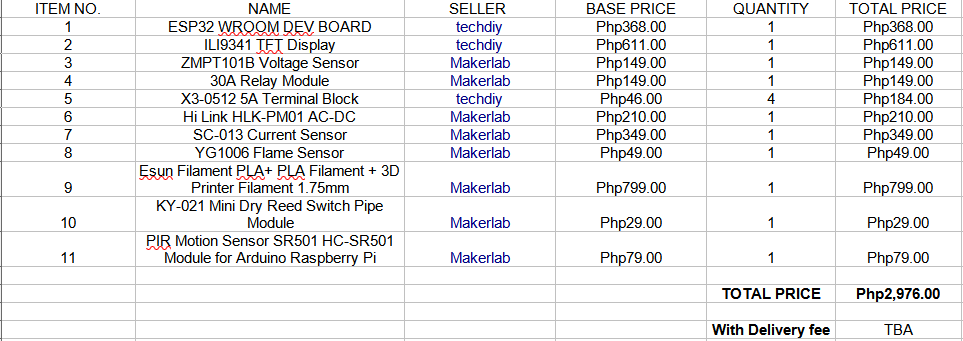 ITEM NO. NAME SELLER BASE PRICE QUANTITY TOTAL PRICE
1 ESP32 WROOM DEV BOARD techdiy Php368.00 1 Php368.00
2 ILI9341 TFT Display techdiy Php611.00 1 Php611.00
3 ZMPT101B Voltage Sensor Makerlab Php149.00 1 Php149.00
4 30A Relay Module Makerlab Php149.00 1 Php149.00
5 X3-0512 5A Terminal Block techdiy Php46.00 4 Php184.00
6 Hi Link HLK-PM01 AC-DC Makerlab Php210.00 1 Php210.00
7 SC-013 Current Sensor Makerlab Php349.00 1 Php349.00
8 YG1006 Flame Sensor Makerlab Php49.00 1 Php49.00
Esun Filament PLA+ PLA Filament + 3D
9 Printer Filament 1.75mm Makerlab Php799.00 1 Php799.00
KY-021 Mini Dry Reed Switch Pipe
10 Module Makerlab Php29.00 1 Php29.00
PIR Motion Sensor SR501 HC-SR501
11 Module for Arduino Raspberry Pi Makerlab Php79.00 1 Php79.00
TOTAL PRICE Php2,976.00
With Delivery fee TBA